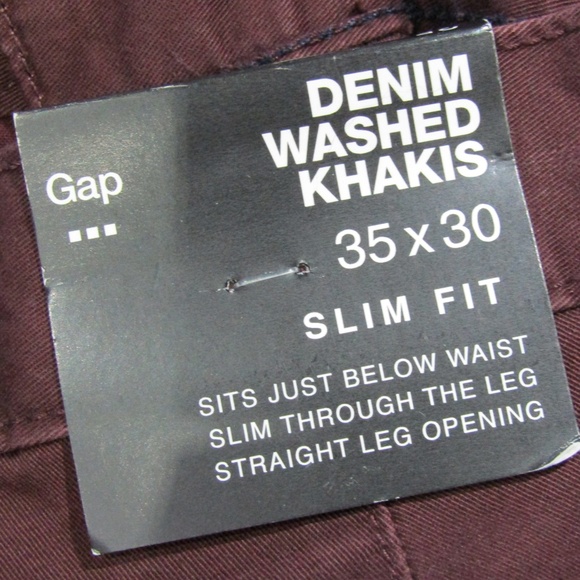 Gap
DENIM
WASHED
KHAKIS
35 x 30
SLIM FIT
SITS JUST BELOW WAIST
SLIM THROUGH THE LEG
STRAIGHT LEG OPENING